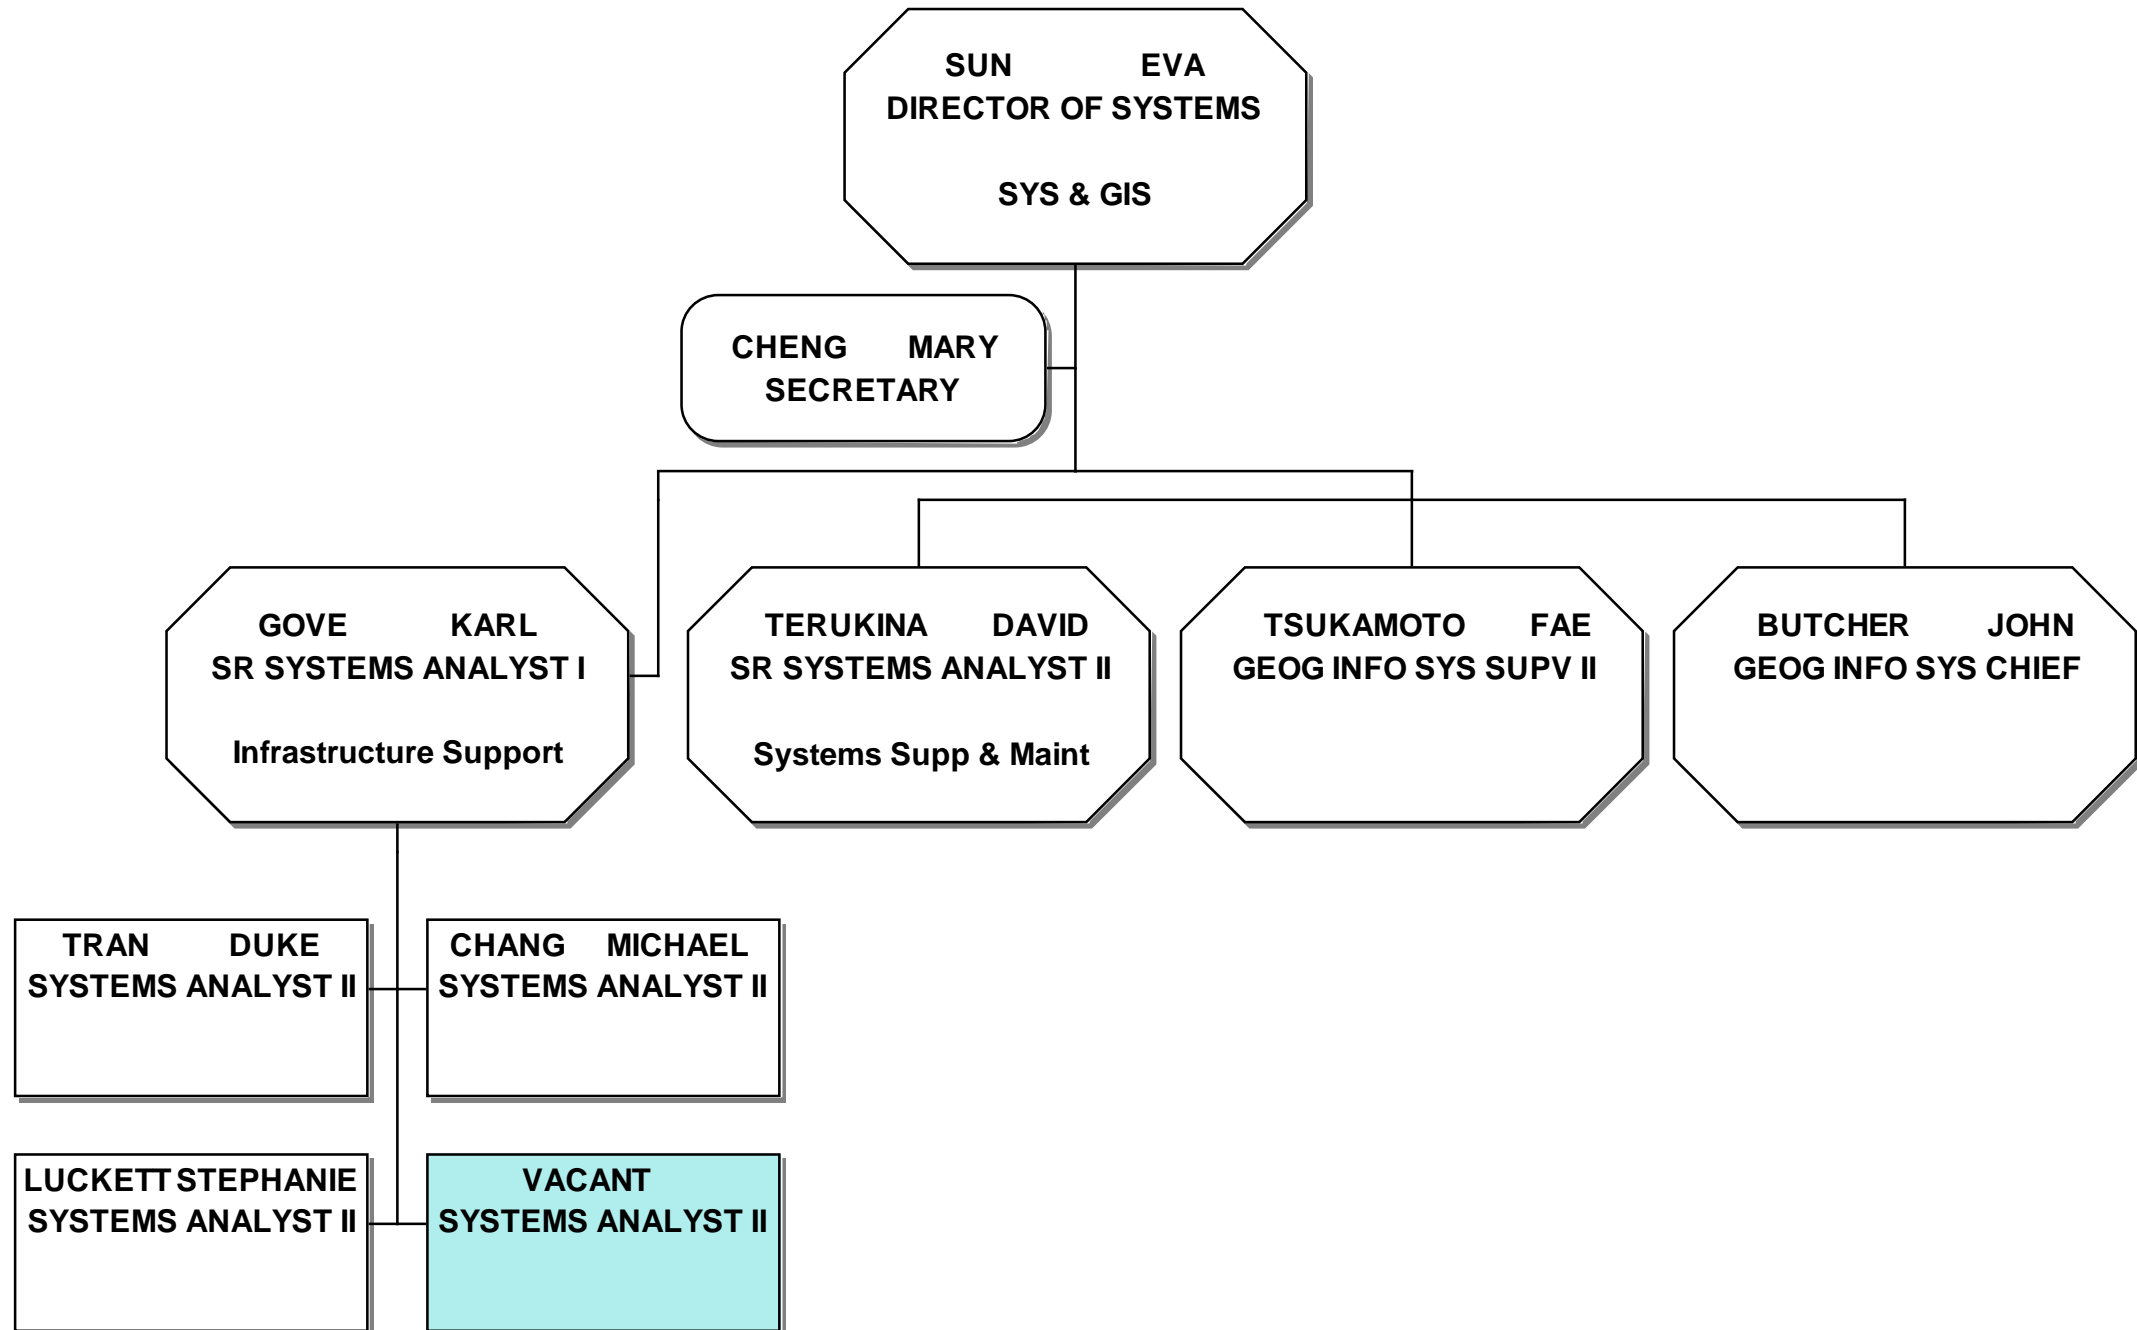 SUN EVA
DIRECTOR OF SYSTEMS
SYS & GIS
CHENG MARY
SECRETARY
GOVE KARL
SR SYSTEMS ANALYST I
Infrastructure Support
TERUKINA DAVID
SR SYSTEMS ANALYST II
Systems Supp & Maint
TSUKAMOTO FAE
GEOG INFO SYS SUPV II
BUTCHER JOHN
GEOG INFO SYS CHIEF
TRAN DUKE
SYSTEMS ANALYST II
CHANG MICHAEL
SYSTEMS ANALYST II
LUCKETT STEPHANIE
SYSTEMS ANALYST II
VACANT
SYSTEMS ANALYST II